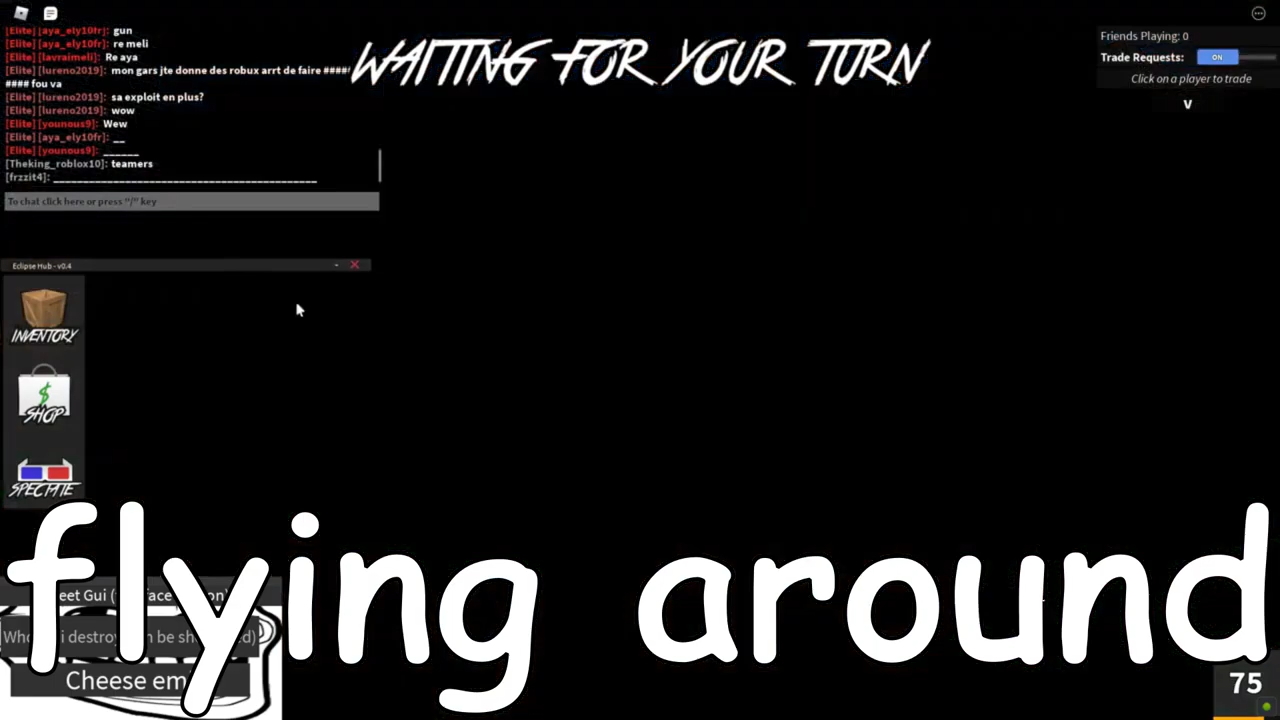 [Elite] [aya_ely10fr]: gun
[Elite] [aya_ely10fr]: re meli
[Elite] [lavraimeli]: Re aya
[Elite] [lureno2019]: mon gars jte donne des robux arrt de faire ####
#### fou va
[Elite] [lureno2019]: sa exploit en plus?
[Elite] [lureno2019]: wow
[Elite] [younous9]: Wew
[Elite] [aya_ely10fr]: __
[Elite] [younous9]: ______
[Theking_roblox10]: teamers
[frzzit4]: ____________________________________________
To chat click here or press "/" key
WAITING FOR YOUR TURN
Friends Playing: 0
Trade Requests: ON
Click on a player to trade
V
Eclipse Hub - v0.4
INVENTORY
$
SHOP
SPECTATE
flying around
eet Gui
i destroy
Cheese em
75